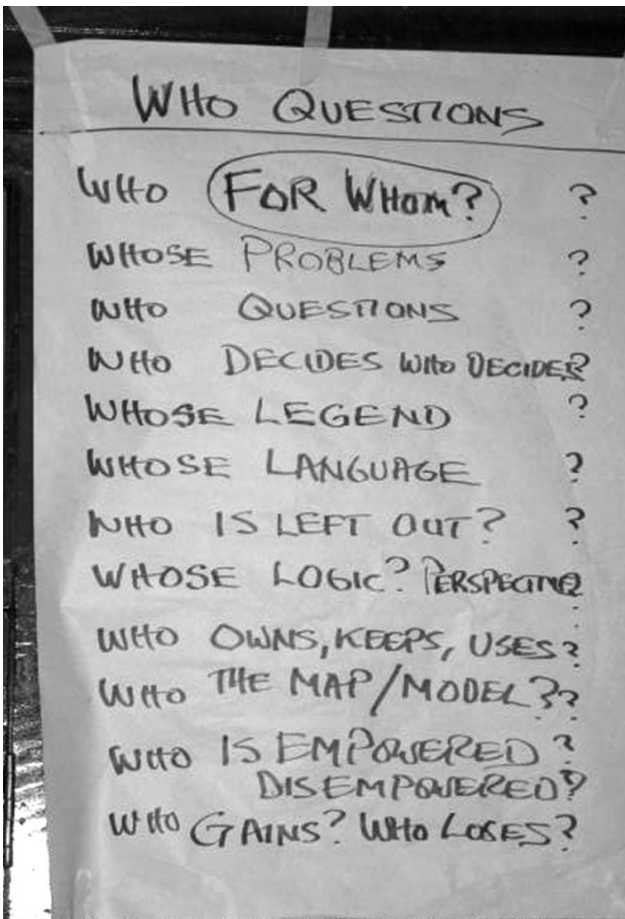 WHO QUESTIONS
WHO FOR WHOM? ?
WHOSE PROBLEMS ?
WHO QUESTIONS ?
WHO DECIDES WHO DECIDES?
WHOSE LEGEND ?
WHOSE LANGUAGE ?
WHO IS LEFT OUT? ?
WHOSE LOGIC? PERSPECTIVE?
WHO OWNS, KEEPS, USES?
WHO THE MAP/MODEL??
WHO IS EMPOWERED?
DISEMPOWERED?
WHO GAINS? WHO LOSES?